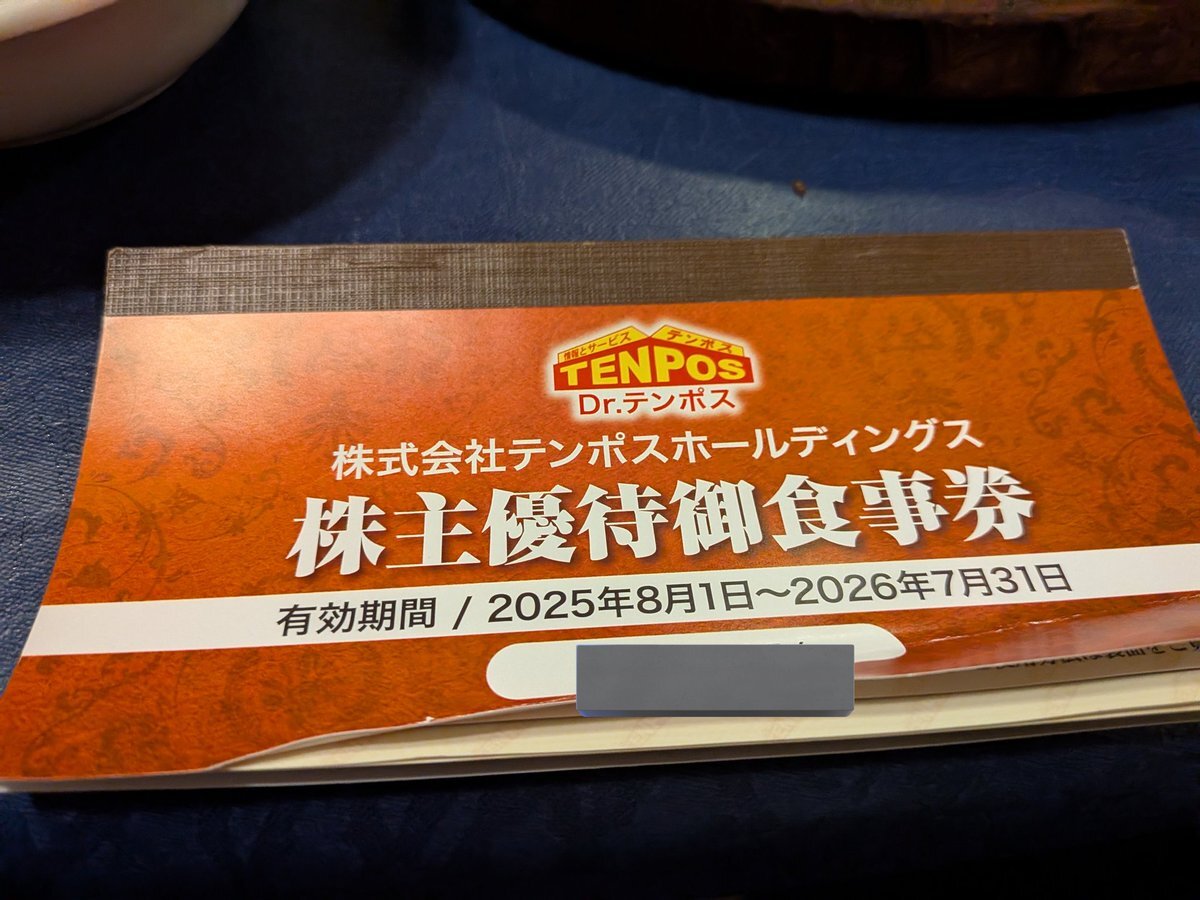 情報とサービス テンポス
TENPOS
Dr.テンポス
株式会社テンポスホールディングス
株主優待御食事券
有効期間 / 2025年8月1日～2026年7月31日